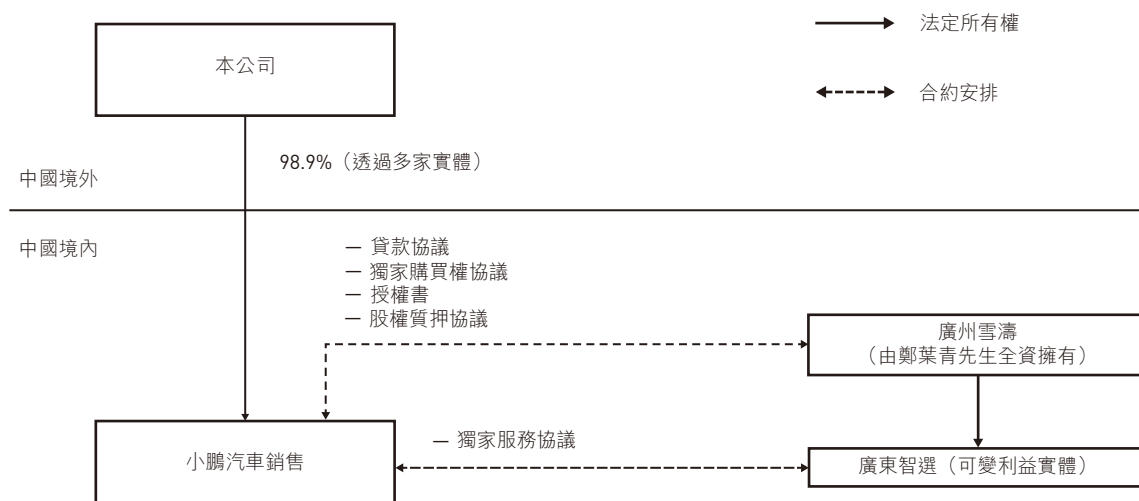 法定所有權
本公司
合約安排
98.9%（透過多家實體）
中國境外
中國境內
— 貸款協議
— 獨家購買權協議
— 授權書
— 股權質押協議
廣州雪濤
（由鄭葉青先生全資擁有）
— 獨家服務協議
小鵬汽車銷售
廣東智選（可變利益實體）